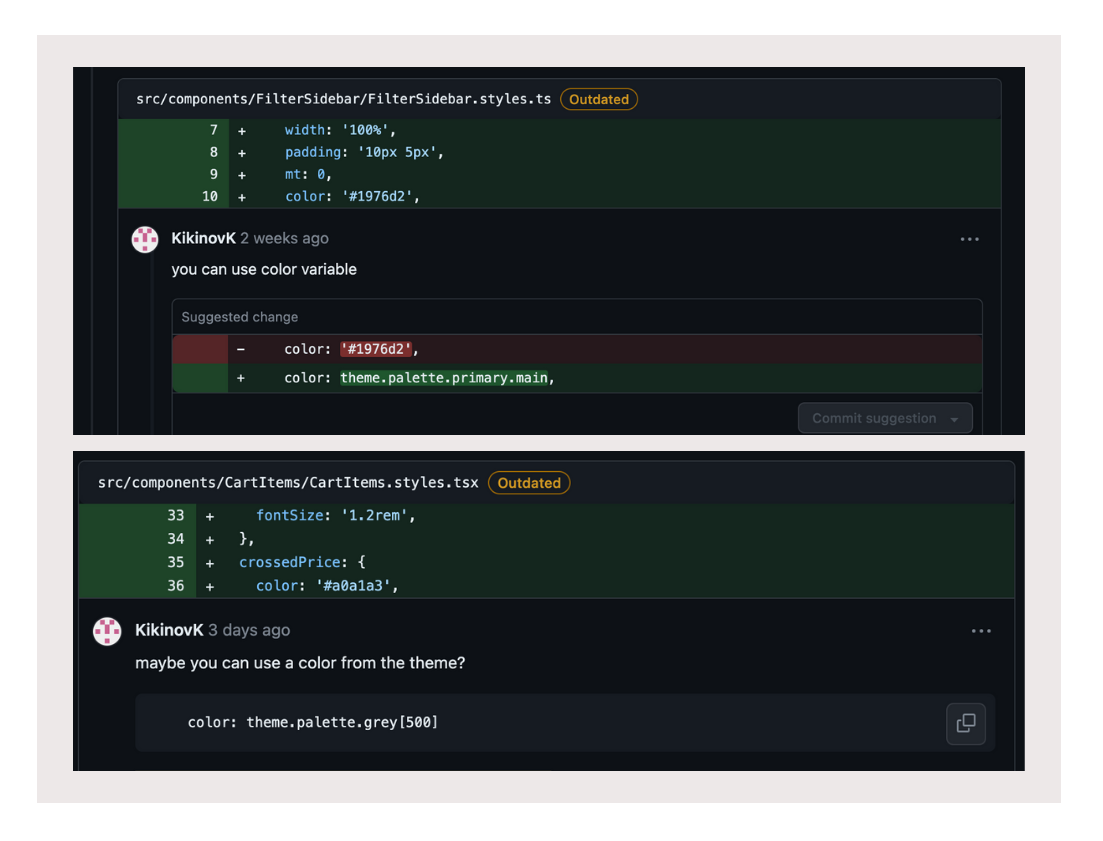 src/components/FilterSidebar/FilterSidebar.styles.ts Outdated
7 + width: '100%',
8 + padding: '10px 5px',
9 + mt: 0,
10 + color: '#1976d2',
KikinovK 2 weeks ago
you can use color variable
Suggested change
- color: '#1976d2',
+ color: theme.palette.primary.main,
Commit suggestion
src/components/CartItems/CartItems.styles.tsx Outdated
33 + fontSize: '1.2rem',
34 + },
35 + crossedPrice: {
36 + color: '#a0a1a3',
KikinovK 3 days ago
maybe you can use a color from the theme?
color: theme.palette.grey[500]